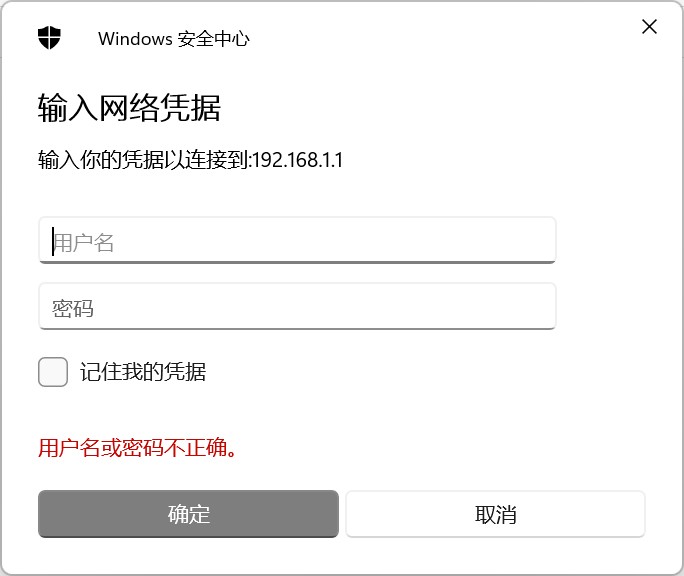 Windows 安全中心
输入网络凭据
输入你的凭据以连接到:192.168.1.1
用户名
密码
记住我的凭据
用户名或密码不正确。
确定
取消